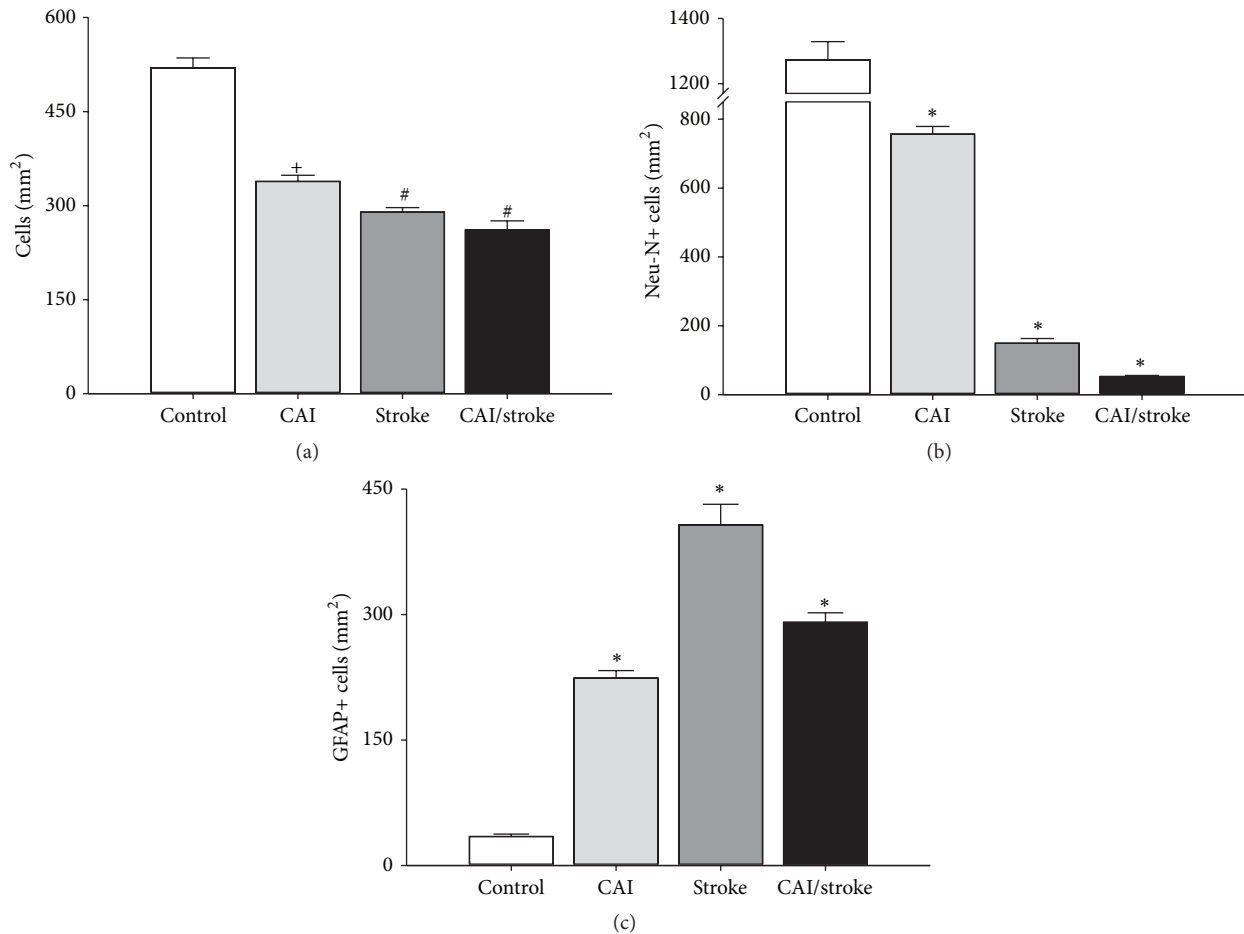 600
450
300
150
0
Cells (mm²)
+
#
#
Control CAI Stroke CAI/stroke
(a)
1400
1200
800
600
400
200
0
Neu-N+ cells (mm²)
*
*
*
Control CAI Stroke CAI/stroke
(b)
450
300
150
0
GFAP+ cells (mm²)
*
*
*
Control CAI Stroke CAI/stroke
(c)